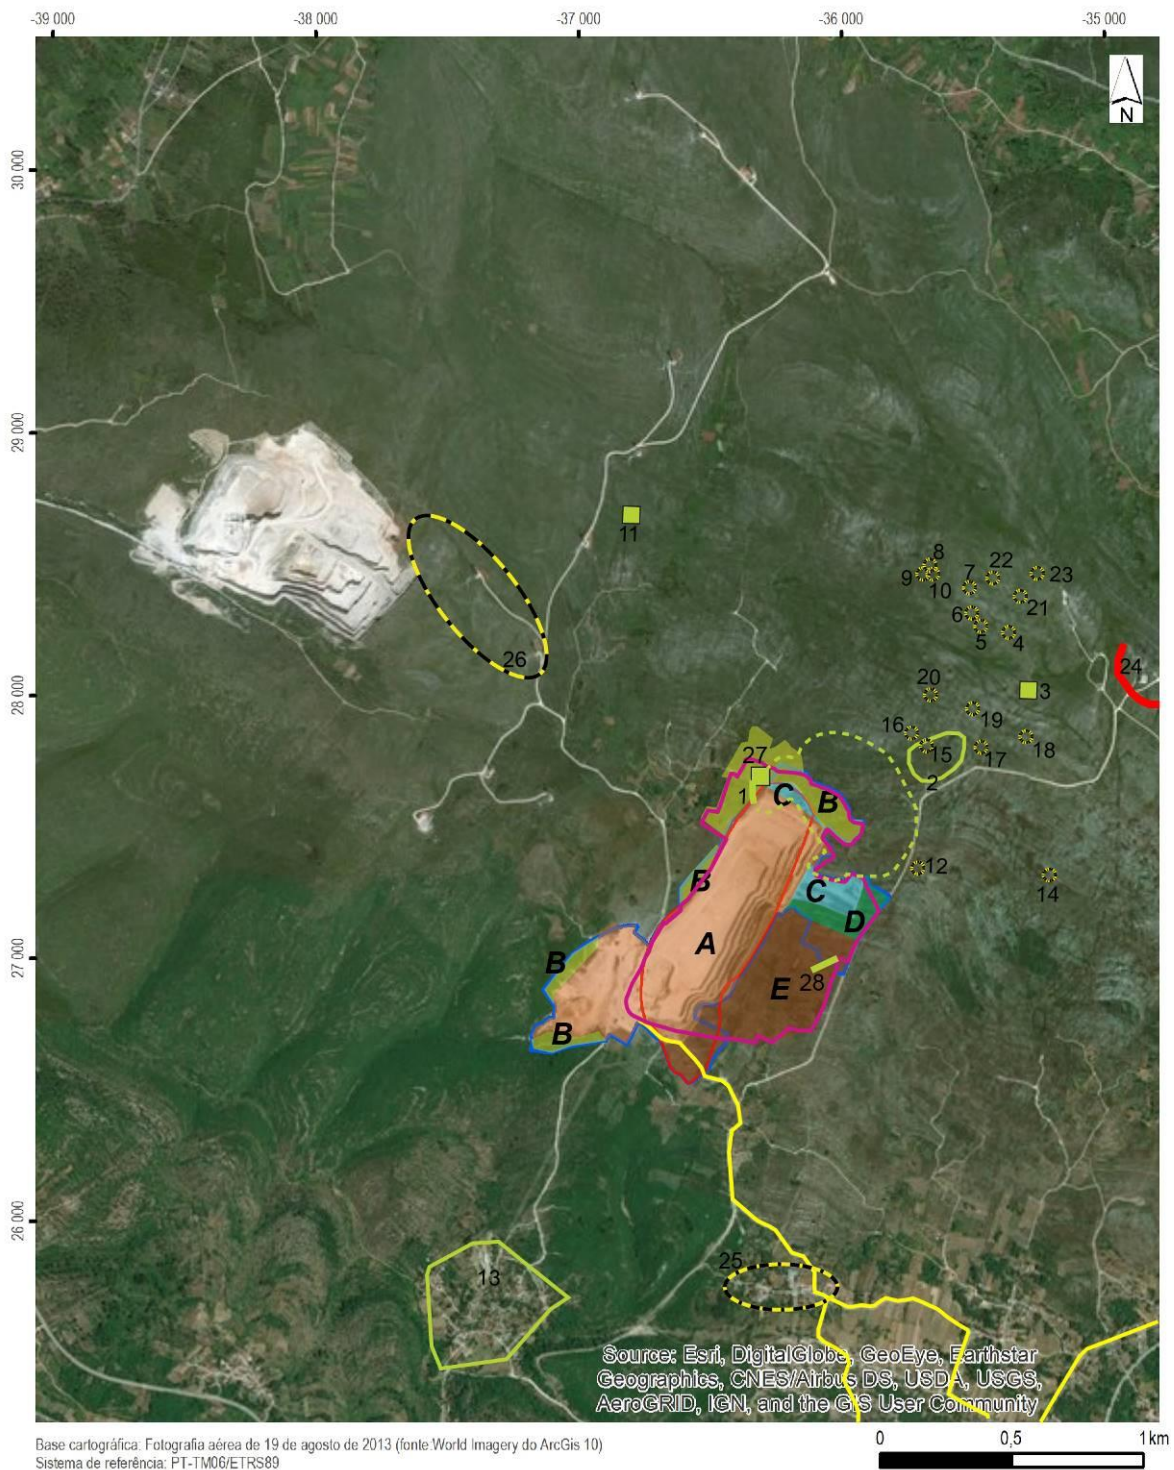 -39 000 -38 000 -37 000 -36 000 -35 000
N
30 000
29 000
11
8
22
7
23
9
10
21
6
5
4
26
24
20
3
16
19
15
17
18
27
2
1
C
B
B
C
12
14
D
A
B
27 000
E
28
B
28 000
26 000
25
13
Source: Esri, DigitalGlobe, GeoEye, Earthstar
Geographics, CNES/Airbus DS, USDA, USGS,
AeroGRID, IGN, and the GIS User Community
Base cartográfica: Fotografia aérea de 19 de agosto de 2013 (fonte:World Imagery do ArcGis 10)
Sistema de referência: PT-TM06/ETRS89
0 0,5 1 km